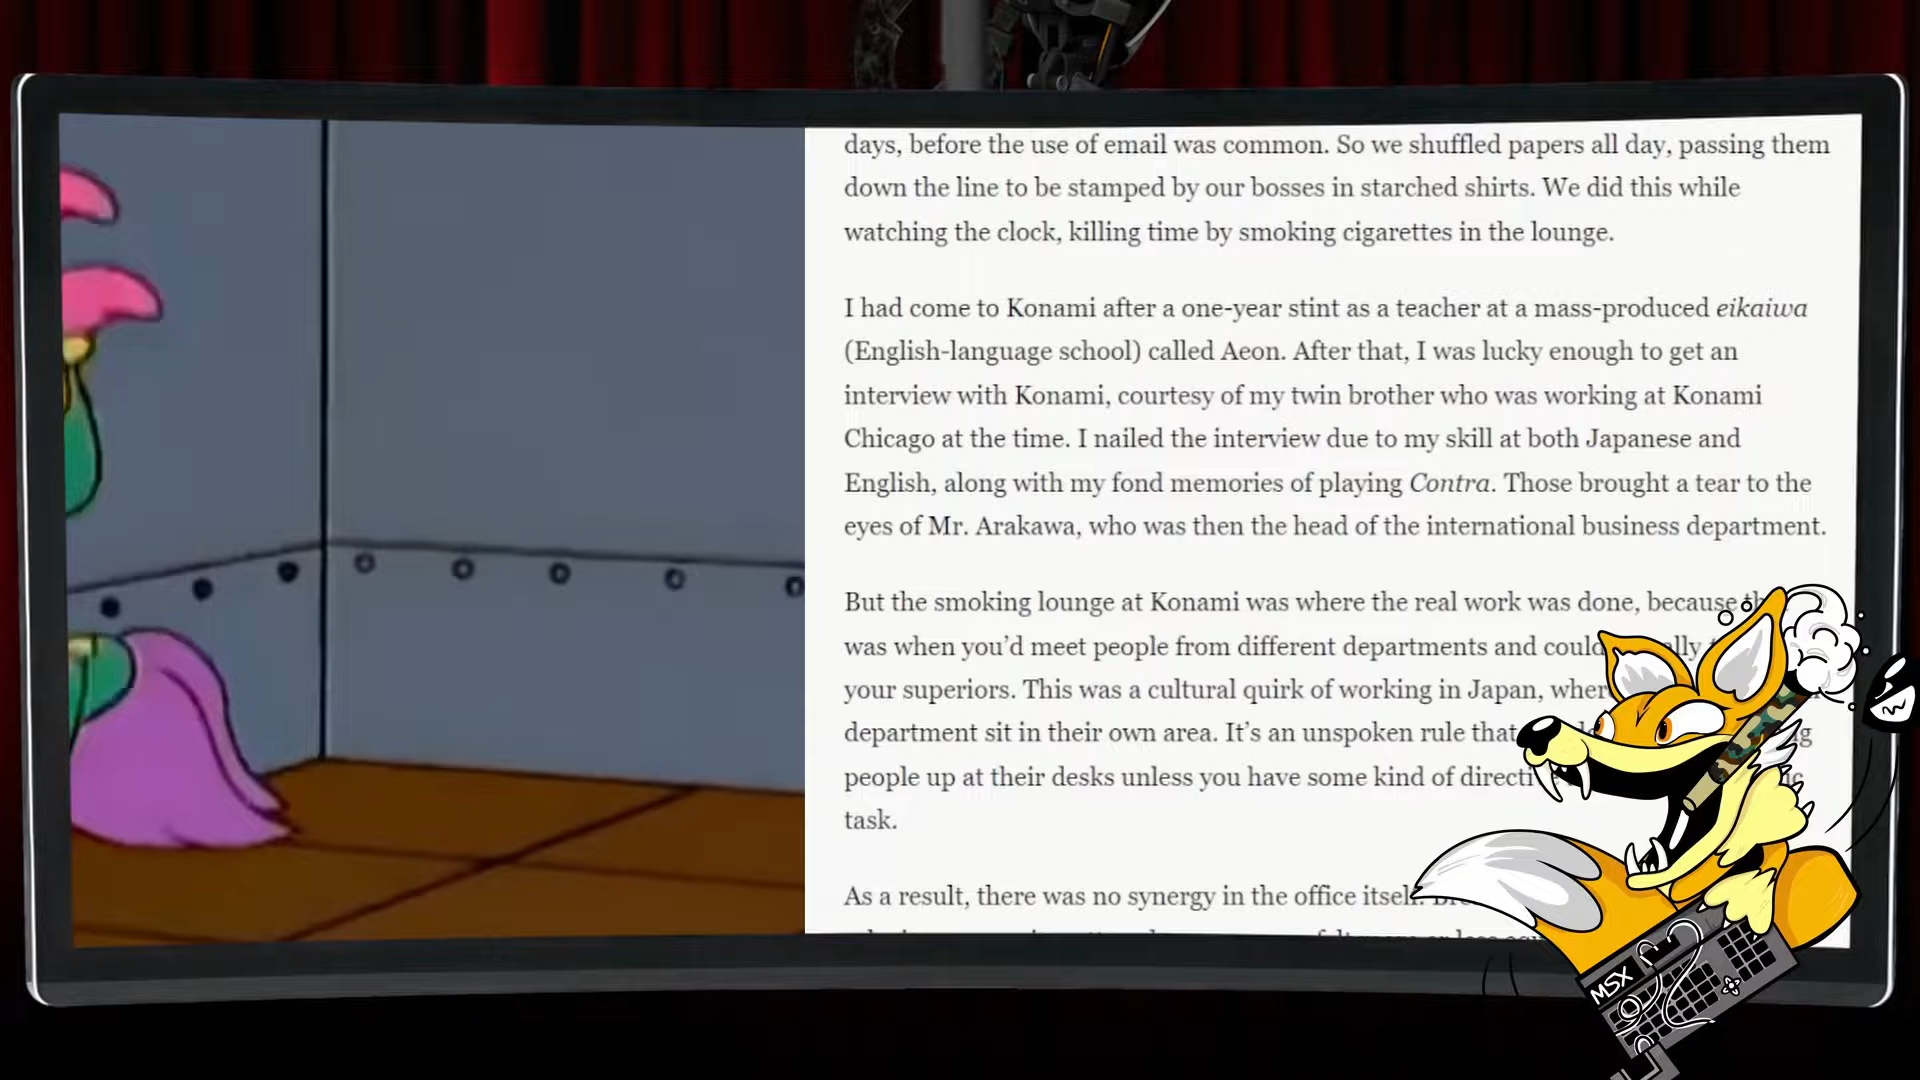 days, before the use of email was common. So we shuffled papers all day, passing them
down the line to be stamped by our bosses in starched shirts. We did this while
watching the clock, killing time by smoking cigarettes in the lounge.
I had come to Konami after a one-year stint as a teacher at a mass-produced eikaiwa
(English-language school) called Aeon. After that, I was lucky enough to get an
interview with Konami, courtesy of my twin brother who was working at Konami
Chicago at the time. I nailed the interview due to my skill at both Japanese and
English, along with my fond memories of playing Contra. Those brought a tear to the
eyes of Mr. Arakawa, who was then the head of the international business department.
But the smoking lounge at Konami was where the real work was done, because
was when you’d meet people from different departments and could
your superiors. This was a cultural quirk of working in Japan,
department sit in their own area. It’s an unspoken rule that
people up at their desks unless you have some kind of
task.
As a result, there was no synergy in the office itself.
MSX